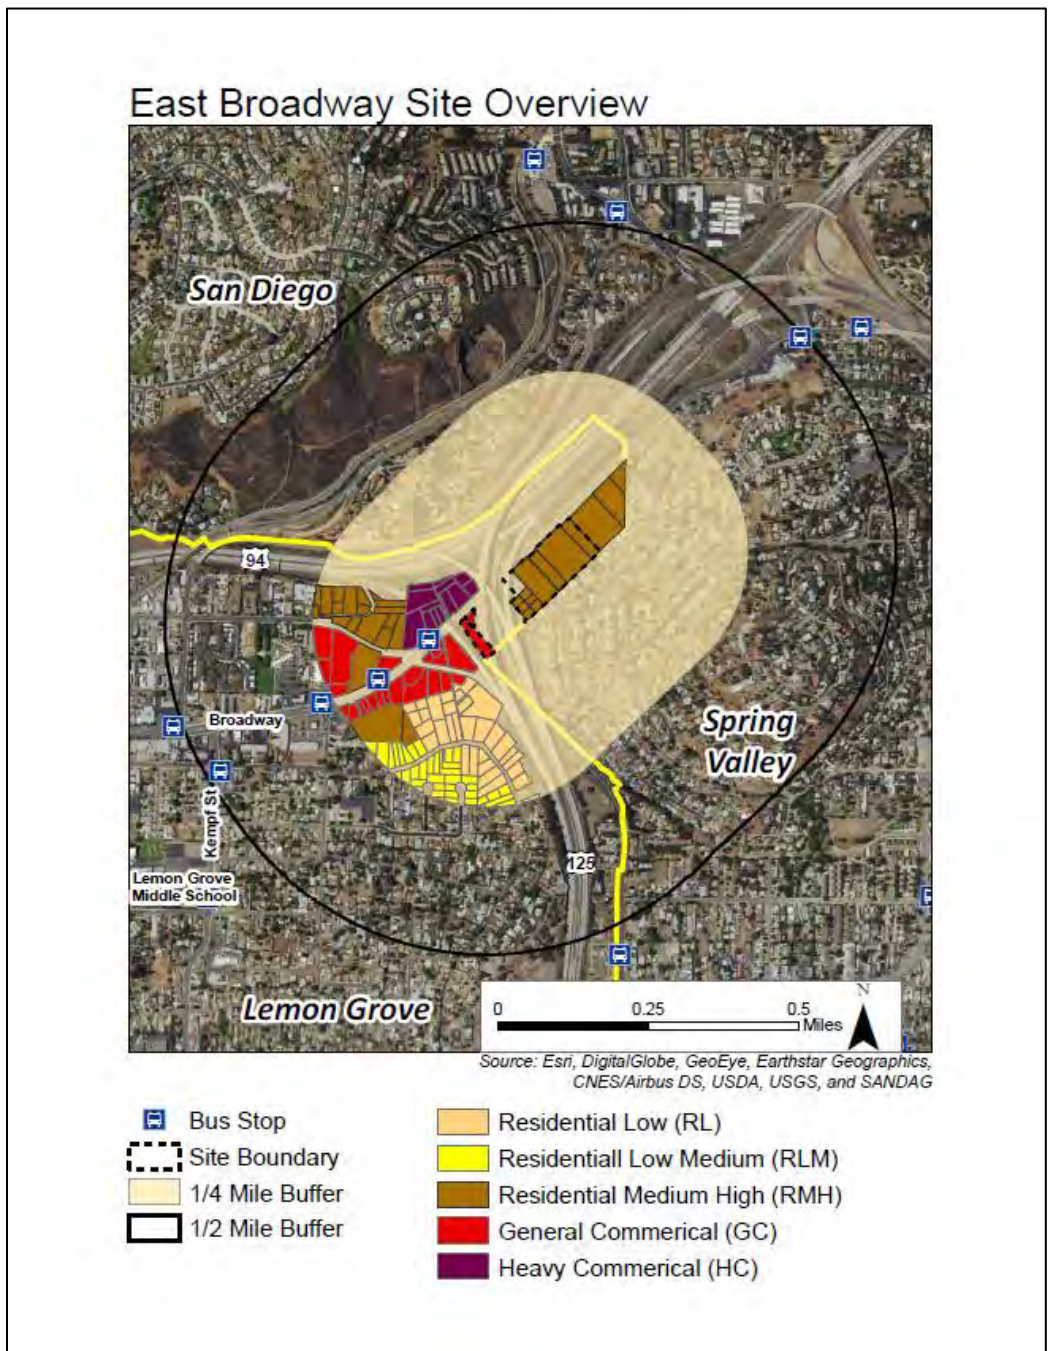 East Broadway Site Overview
San Diego
94
Broadway
Spring
Valley
Kempf St
125
Lemon Grove
Middle School
Lemon Grove
N
0 0.25 0.5
Miles
Source: Esri, DigitalGlobe, GeoEye, Earthstar Geographics,
CNES/Airbus DS, USDA, USGS, and SANDAG
Bus Stop
Site Boundary
1/4 Mile Buffer
1/2 Mile Buffer
Residential Low (RL)
Residentiall Low Medium (RLM)
Residential Medium High (RMH)
General Commerical (GC)
Heavy Commerical (HC)